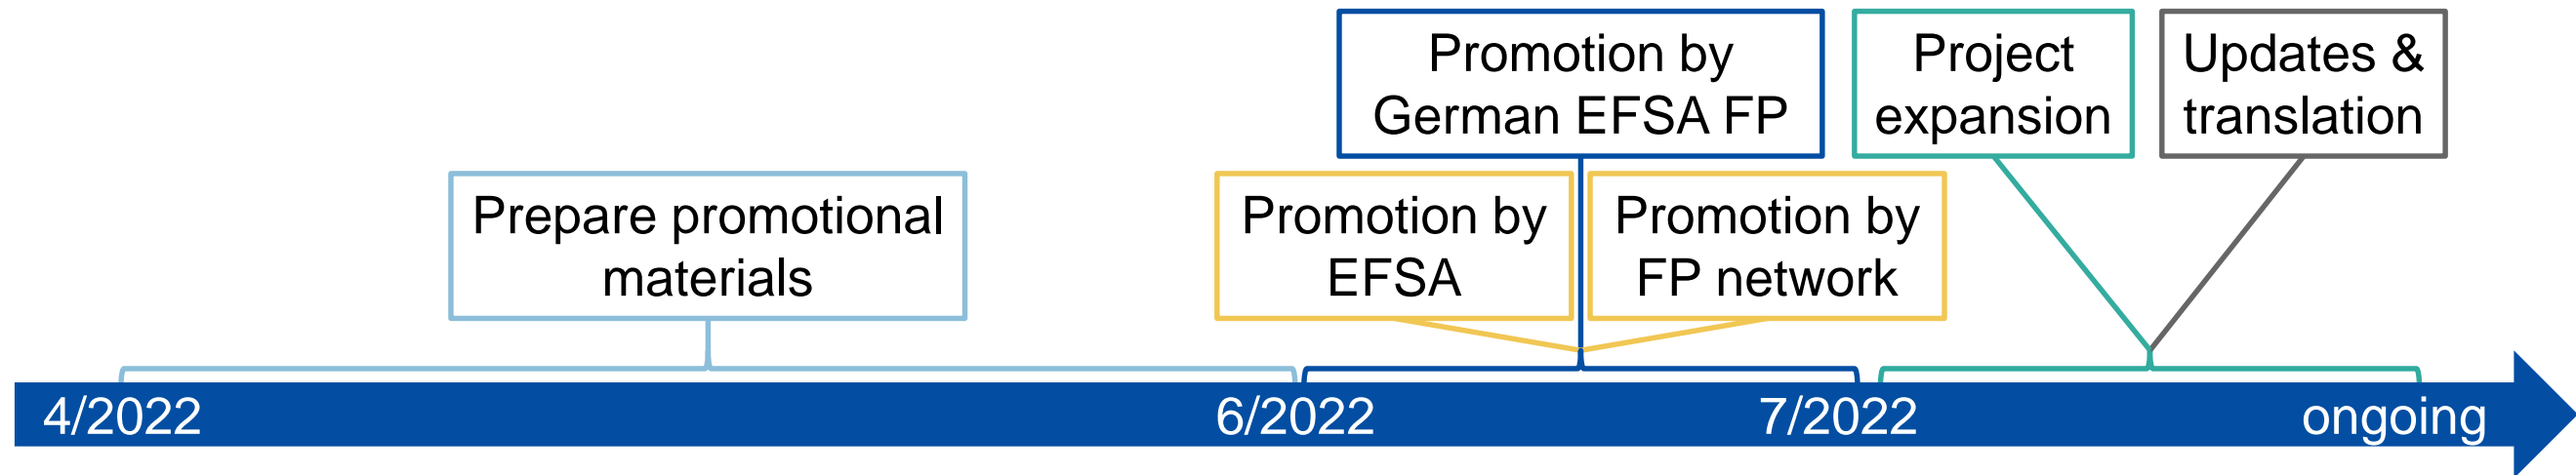 Promotion by
German EFSA FP
Project
expansion
Updates &
translation
Prepare promotional
materials
Promotion by
EFSA
Promotion by
FP network
4/2022
6/2022
7/2022
ongoing